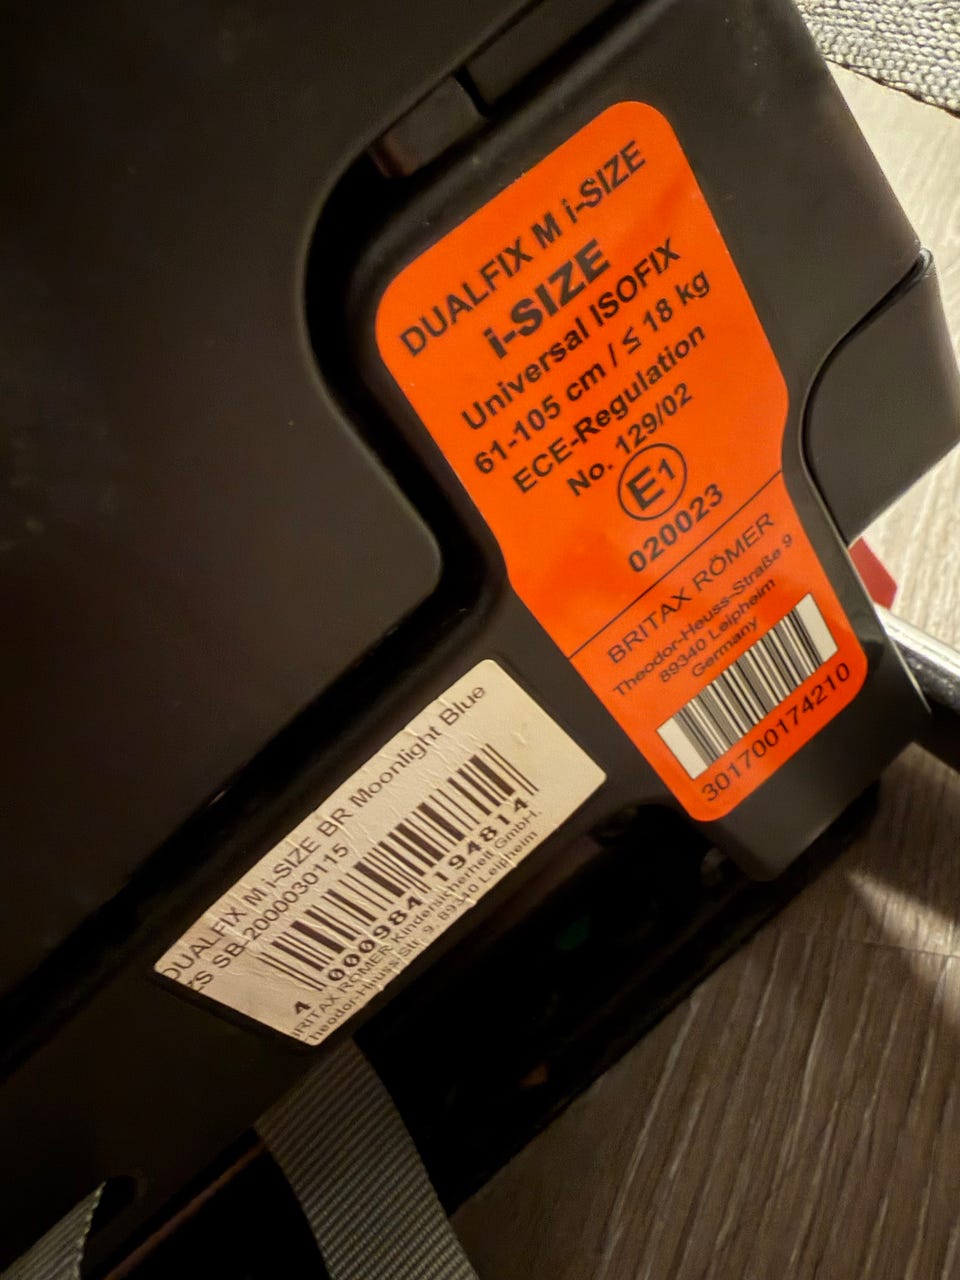 DUALFIX M i-SIZE
i-SIZE
Universal ISOFIX
61-105 cm / ≤ 18 kg
ECE-Regulation
No. 129/02
E1
020023
BRITAX RÖMER
Theodor-Heuss-Straße 9
89340 Leipheim
Germany
301700174210
DUALFIX M i-SIZE BR Moonlight Blue
ZS SB-2000030115
4 000984 194814
BRITAX RÖMER Kindersicherheit GmbH,
Theodor-Heuss Str. 9, 89340 Leipheim